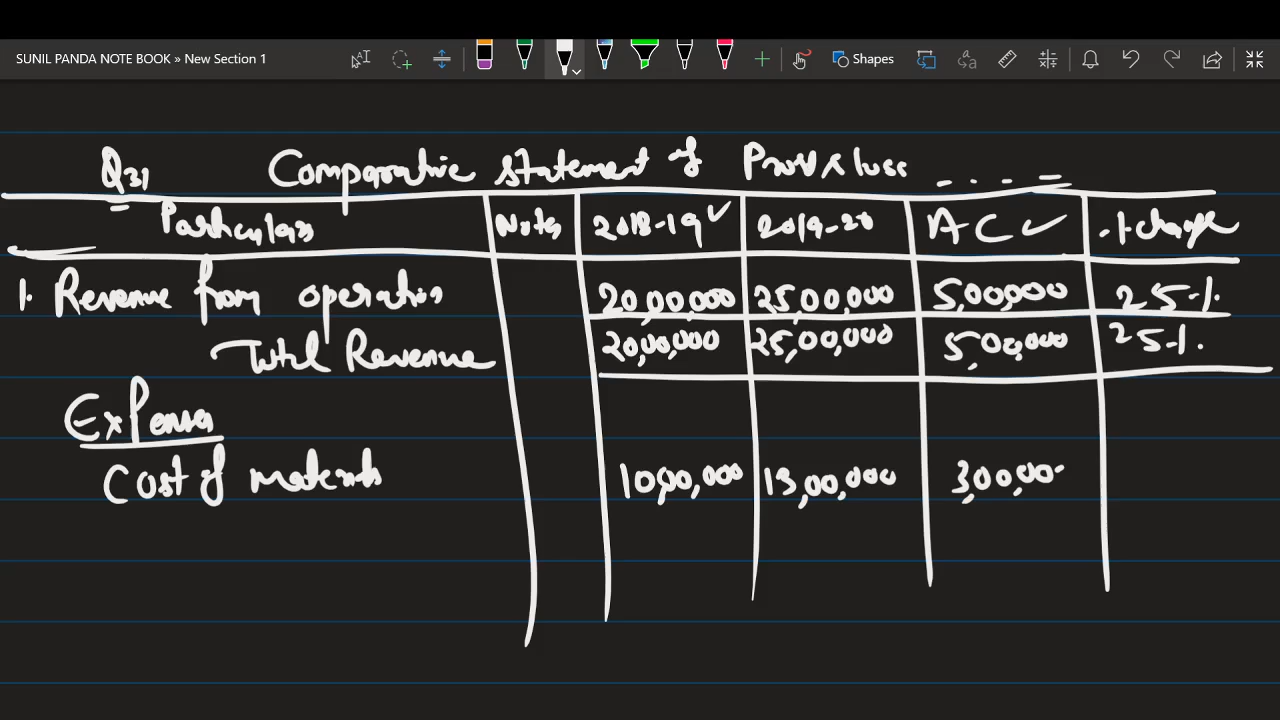 SUNIL PANDA NOTE BOOK » New Section 1 Shapes
Q31 Comparative Statement of Profit & loss ....
Particulars Notes 2018-19 ✓ 2019-20 A C ✓ % change
1. Revenue from operation 20,00,000 25,00,000 5,00,000 25%
Total Revenue 20,00,000 25,00,000 5,00,000 25%
Expenses
Cost of materials 10,00,000 13,00,000 3,00,00